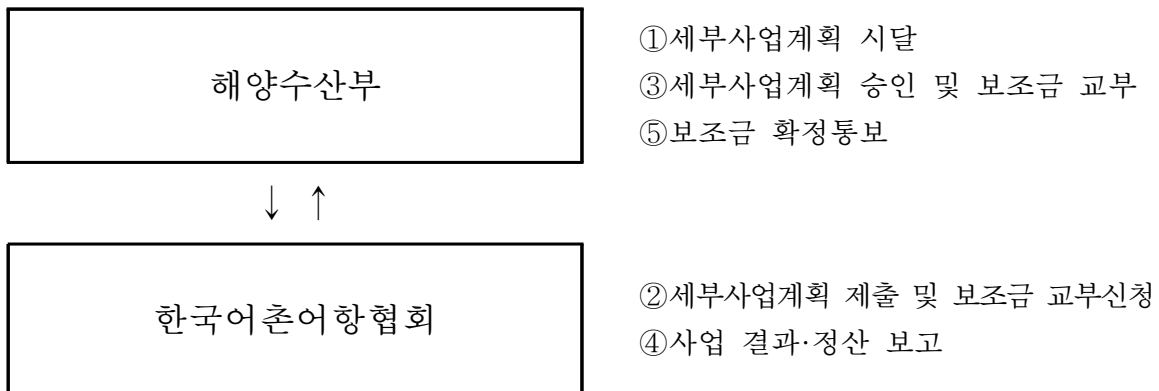 해양수산부
①세부사업계획 시달
③세부사업계획 승인 및 보조금 교부
⑤보조금 확정통보
↓ ↑
한국어촌어항협회
②세부사업계획 제출 및 보조금 교부신청
④사업 결과·정산 보고